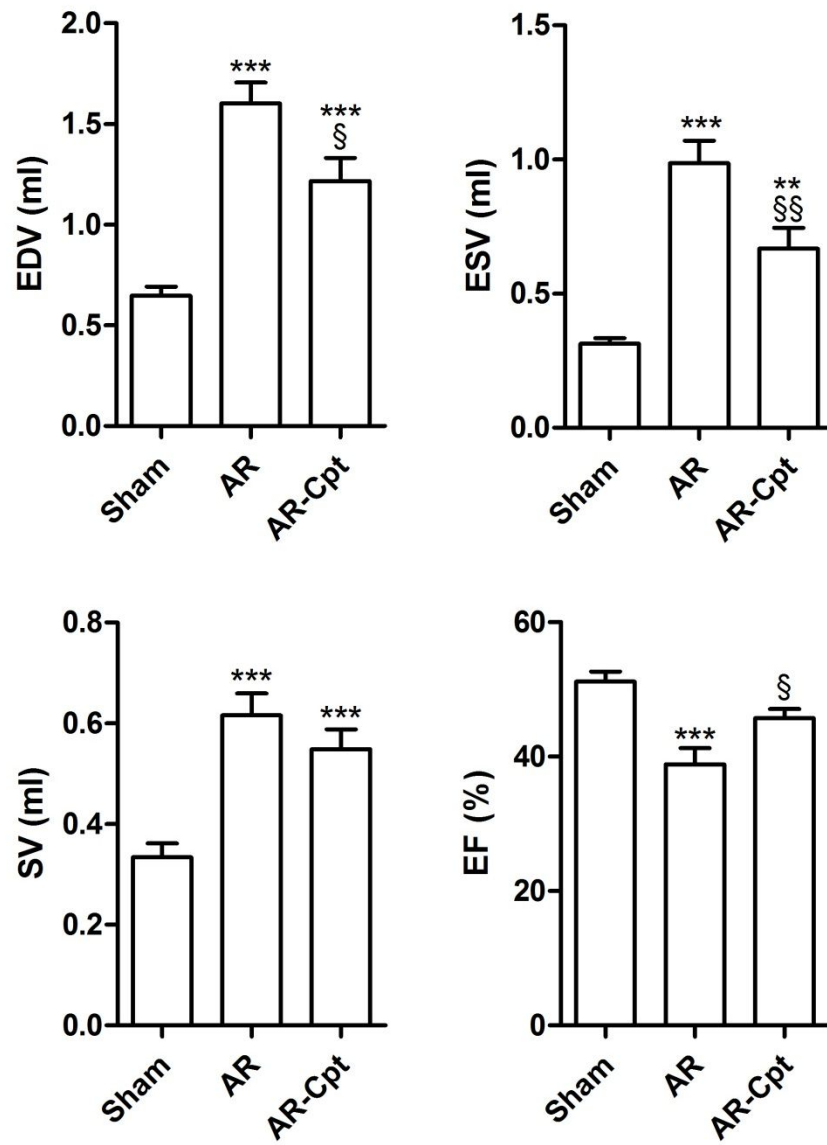 EDV (ml)
2.0
1.5
1.0
0.5
0.0
***
***
§
Sham
AR
AR-Cpt
ESV (ml)
1.5
1.0
0.5
0.0
***
**
§§
Sham
AR
AR-Cpt
SV (ml)
0.8
0.6
0.4
0.2
0.0
***
***
Sham
AR
AR-Cpt
EF (%)
60
40
20
0
***
§
Sham
AR
AR-Cpt